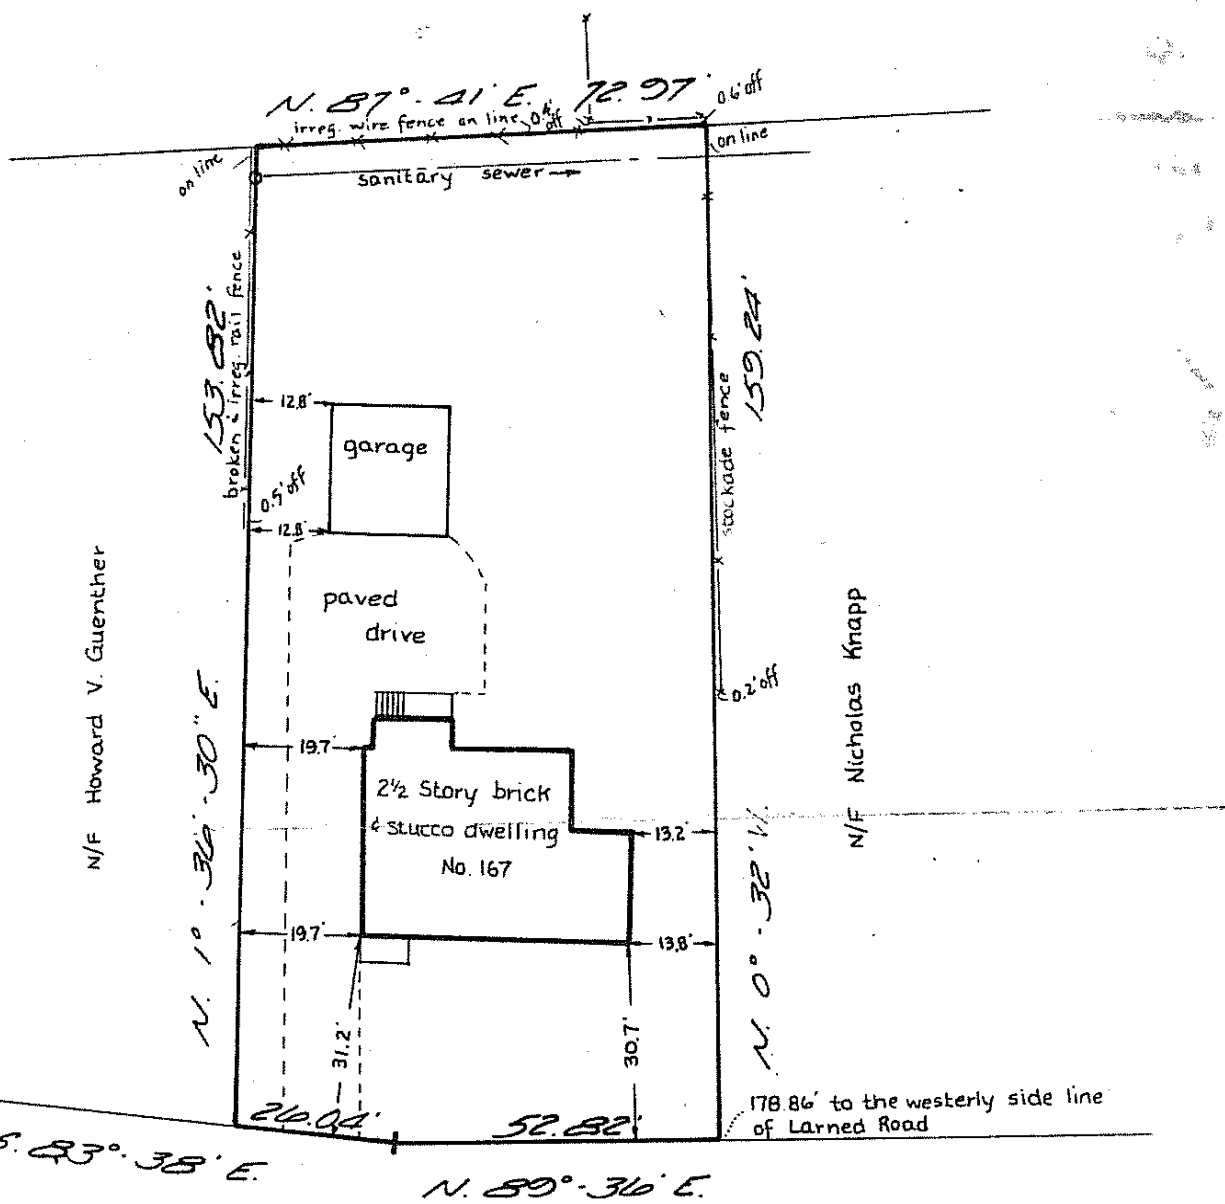 N. 87°-41' E. 72.97'
0.6' off
irreg. wire fence on line
0.4' off
on line
on line
sanitary sewer
153.82'
broken & irreg. rail fence
159.24'
stockade fence
12.8'
garage
0.5' off
12.8'
paved
drive
N/F Howard V. Guenther
N/F Nicholas Knapp
0.2' off
N. 1°-36'-30" E.
19.7'
2½ Story brick
& stucco dwelling
No. 167
13.2'
19.7'
13.8'
N. 0°-32' W.
31.2'
30.7'
26.04'
52.82'
178.86' to the westerly side line
of Larned Road
S. 83°-38' E.
N. 89°-36' E.